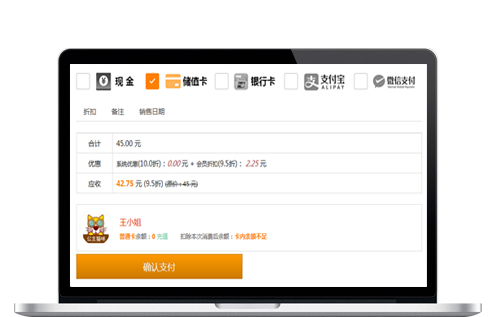 现金 储值卡 银行卡 支付宝 ALIPAY 微信支付
折扣 备注 销售日期
合计 45.00 元
优惠 系统优惠(10.0折)：0.00 元 + 会员折扣(9.5折)： 2.25 元
应收 42.75 元 (9.5折) (原价：45 元)
王小姐
普通卡余额：0 充值 扣除本次消费后余额：卡内余额不足
确认支付